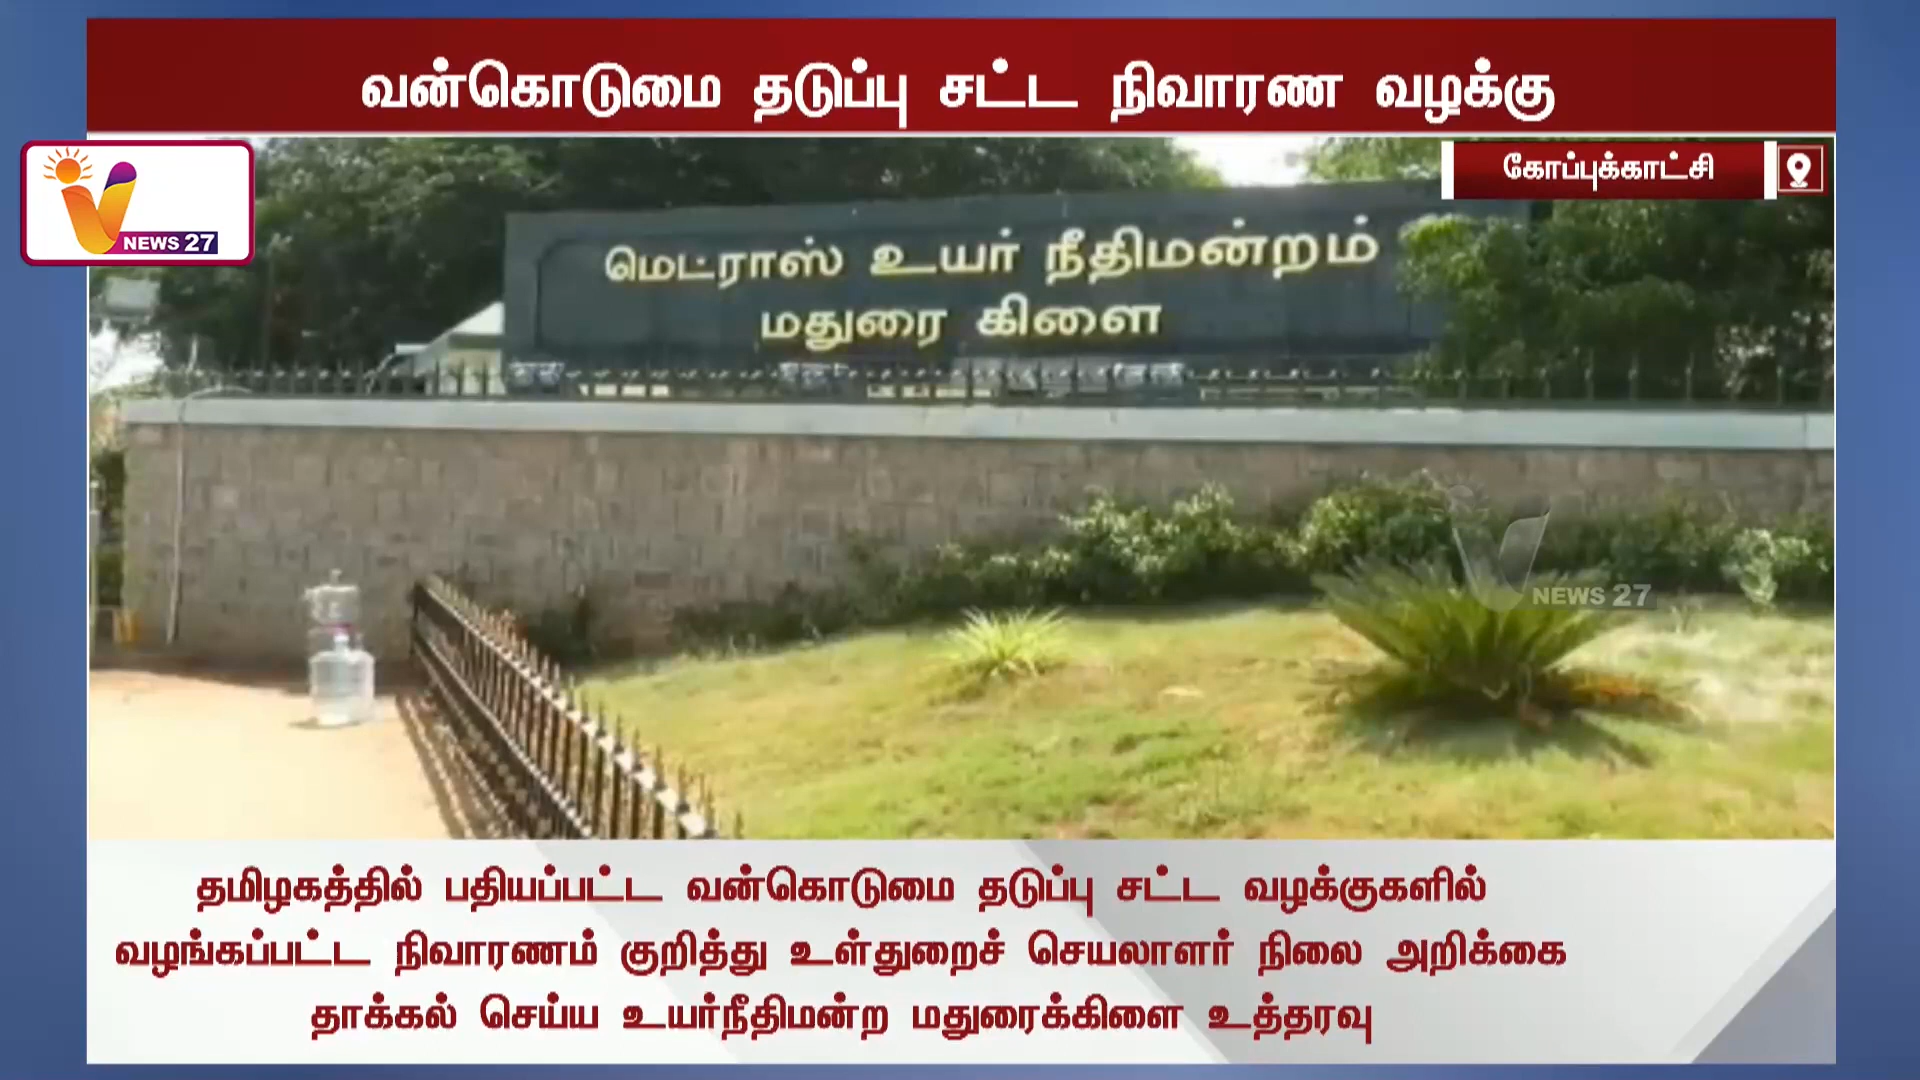 வன்கொடுமை தடுப்பு சட்ட நிவாரண வழக்கு
கோப்புக்காட்சி
NEWS 27
மெட்ராஸ் உயர் நீதிமன்றம்
மதுரை கிளை
NEWS 27
தமிழகத்தில் பதியப்பட்ட வன்கொடுமை தடுப்பு சட்ட வழக்குகளில்
வழங்கப்பட்ட நிவாரணம் குறித்து உள்துறைச் செயலாளர் நிலை அறிக்கை
தாக்கல் செய்ய உயர்நீதிமன்ற மதுரைக்கிளை உத்தரவு